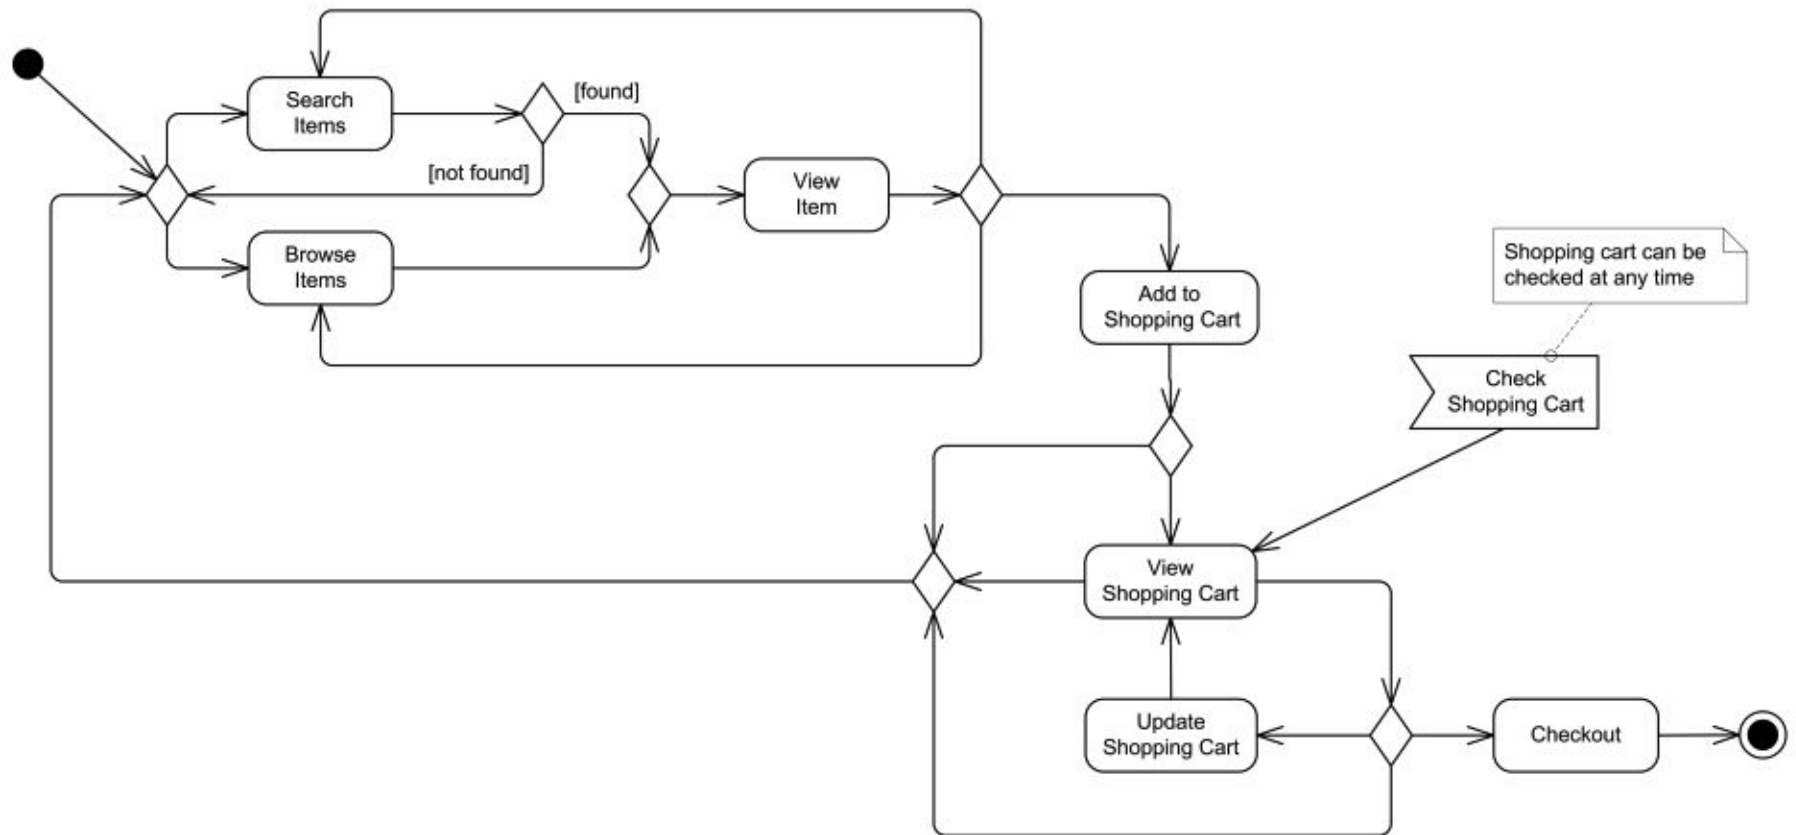 Search
Items
[found]
[not found]
Browse
Items
View
Item
Add to
Shopping Cart
Shopping cart can be
checked at any time
Check
Shopping Cart
View
Shopping Cart
Update
Shopping Cart
Checkout